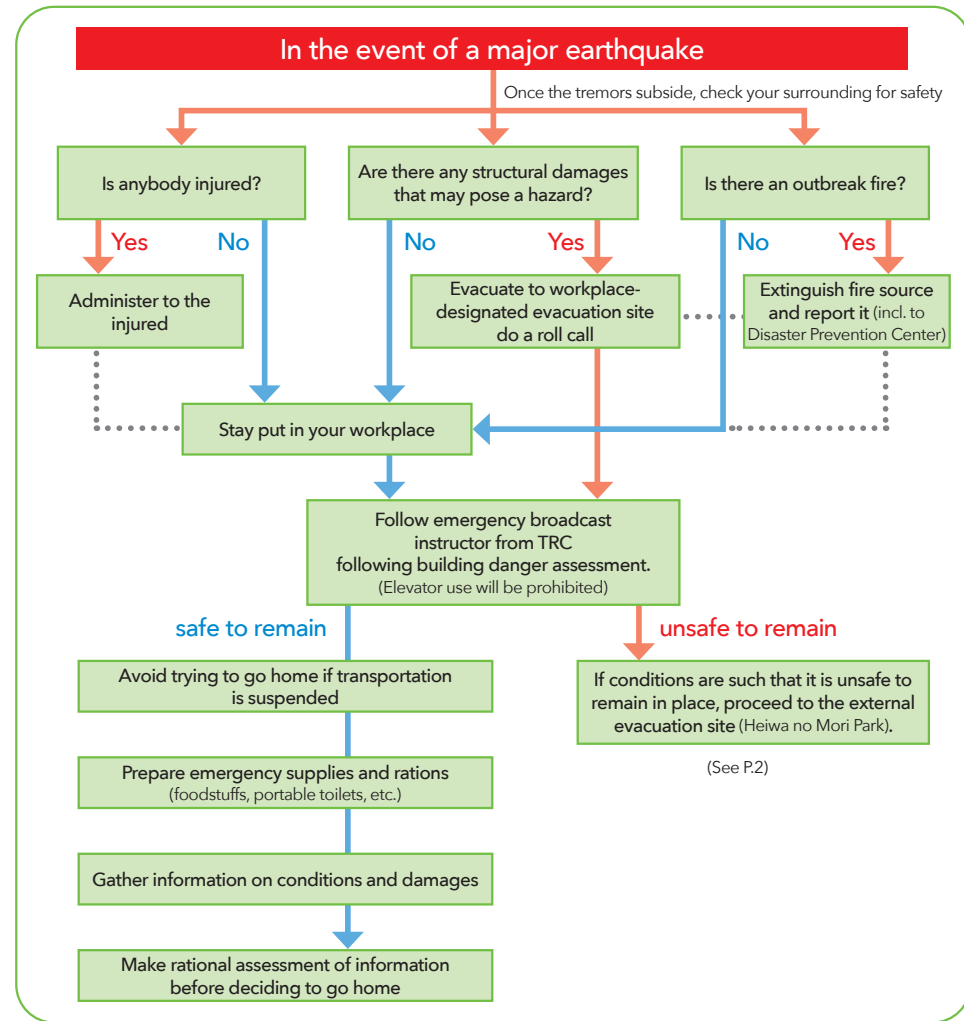 In the event of a major earthquake
Once the tremors subside, check your surrounding for safety
Is anybody injured?
Are there any structural damages
that may pose a hazard?
Is there an outbreak fire?
Yes
No
No
Yes
No
Yes
Administer to the
injured
Evacuate to workplace-
designated evacuation site
do a roll call
Extinguish fire source
and report it (incl. to
Disaster Prevention Center)
Stay put in your workplace
Follow emergency broadcast
instructor from TRC
following building danger assessment.
(Elevator use will be prohibited)
safe to remain
unsafe to remain
Avoid trying to go home if transportation
is suspended
If conditions are such that it is unsafe to
remain in place, proceed to the external
evacuation site (Heiwa no Mori Park).
(See P.2)
Prepare emergency supplies and rations
(foodstuffs, portable toilets, etc.)
Gather information on conditions and damages
Make rational assessment of information
before deciding to go home